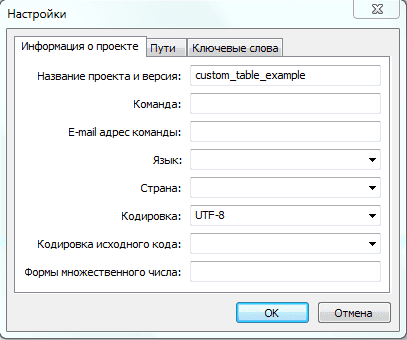 Настройки
Информация о проекте Пути Ключевые слова
Название проекта и версия: custom_table_example
Команда:
E-mail адрес команды:
Язык:
Страна:
Кодировка: UTF-8
Кодировка исходного кода:
Формы множественного числа:
OK Отмена